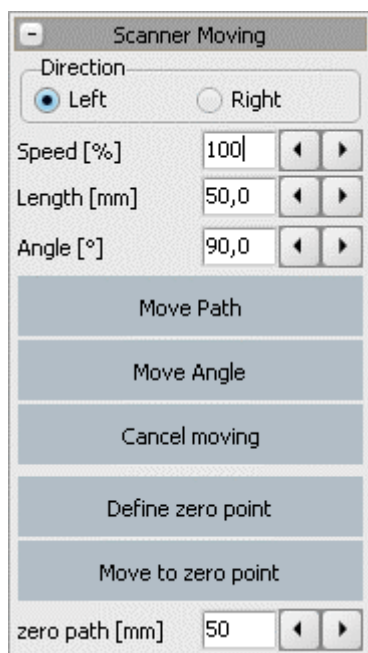 Scanner Moving
Direction
Left Right
Speed [%] 100
Length [mm] 50,0
Angle [°] 90,0
Move Path
Move Angle
Cancel moving
Define zero point
Move to zero point
zero path [mm] 50